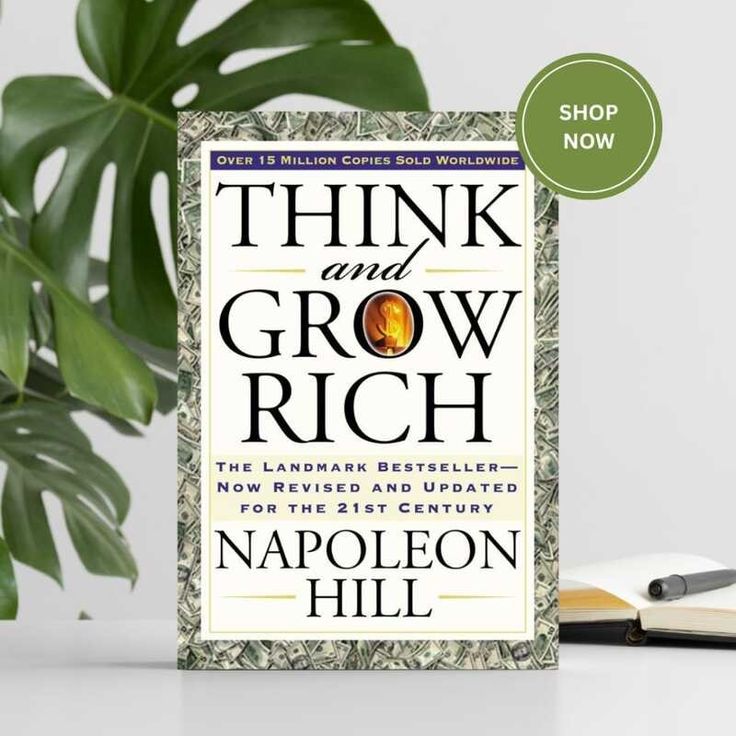 SHOP
NOW
OVER 15 MILLION COPIES SOLD WORLDWIDE
THINK
and
GROW
RICH
THE LANDMARK BESTSELLER—
NOW REVISED AND UPDATED
FOR THE 21ST CENTURY
NAPOLEON
HILL